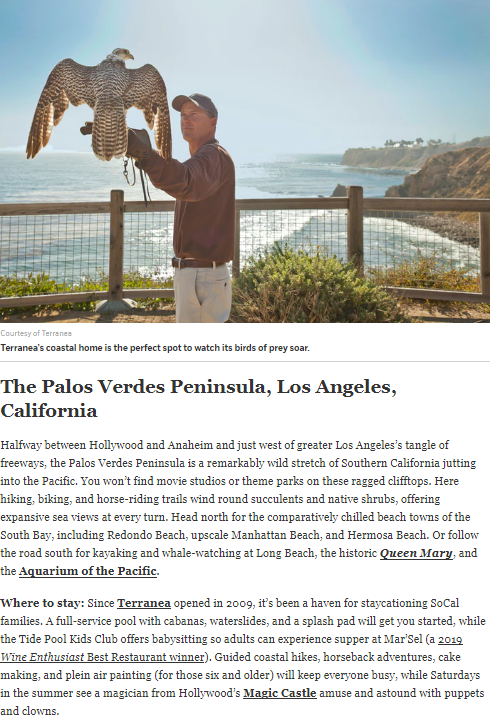 Courtesy of Terranea
Terranea's coastal home is the perfect spot to watch its birds of prey soar.
The Palos Verdes Peninsula, Los Angeles,
California
Halfway between Hollywood and Anaheim and just west of greater Los Angeles's tangle of
freeways, the Palos Verdes Peninsula is a remarkably wild stretch of Southern California jutting
into the Pacific. You won't find movie studios or theme parks on these ragged clifftops. Here
hiking, biking, and horse-riding trails wind round succulents and native shrubs, offering
expansive sea views at every turn. Head north for the comparatively chilled beach towns of the
South Bay, including Redondo Beach, upscale Manhattan Beach, and Hermosa Beach. Or follow
the road south for kayaking and whale-watching at Long Beach, the historic Queen Mary, and
the Aquarium of the Pacific.
Where to stay: Since Terranea opened in 2009, it's been a haven for staycationing SoCal
families. A full-service pool with cabanas, waterslides, and a splash pad will get you started, while
the Tide Pool Kids Club offers babysitting so adults can experience supper at Mar'Sel (a 2019
Wine Enthusiast Best Restaurant winner). Guided coastal hikes, horseback adventures, cake
making, and plein air painting (for those six and older) will keep everyone busy, while Saturdays
in the summer see a magician from Hollywood's Magic Castle amuse and astound with puppets
and clowns.